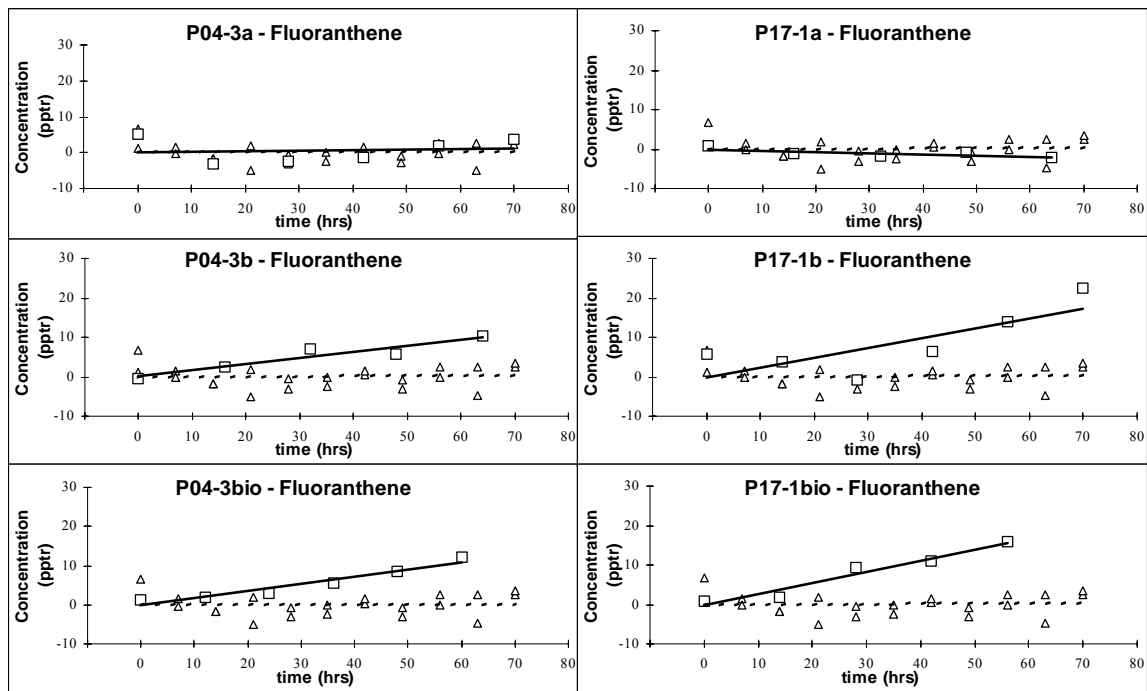 P04-3a - Fluoranthene
Concentration
(pptr)
30
20
10
0
-10
0 10 20 30 40 50 60 70 80
time (hrs)
P17-1a - Fluoranthene
Concentration
(pptr)
30
20
10
0
-10
0 10 20 30 40 50 60 70 80
time (hrs)
P04-3b - Fluoranthene
Concentration
(pptr)
30
20
10
0
-10
0 10 20 30 40 50 60 70 80
time (hrs)
P17-1b - Fluoranthene
Concentration
(pptr)
30
20
10
0
-10
0 10 20 30 40 50 60 70 80
time (hrs)
P04-3bio - Fluoranthene
Concentration
(pptr)
30
20
10
0
-10
0 10 20 30 40 50 60 70 80
time (hrs)
P17-1bio - Fluoranthene
Concentration
(pptr)
30
20
10
0
-10
0 10 20 30 40 50 60 70 80
time (hrs)